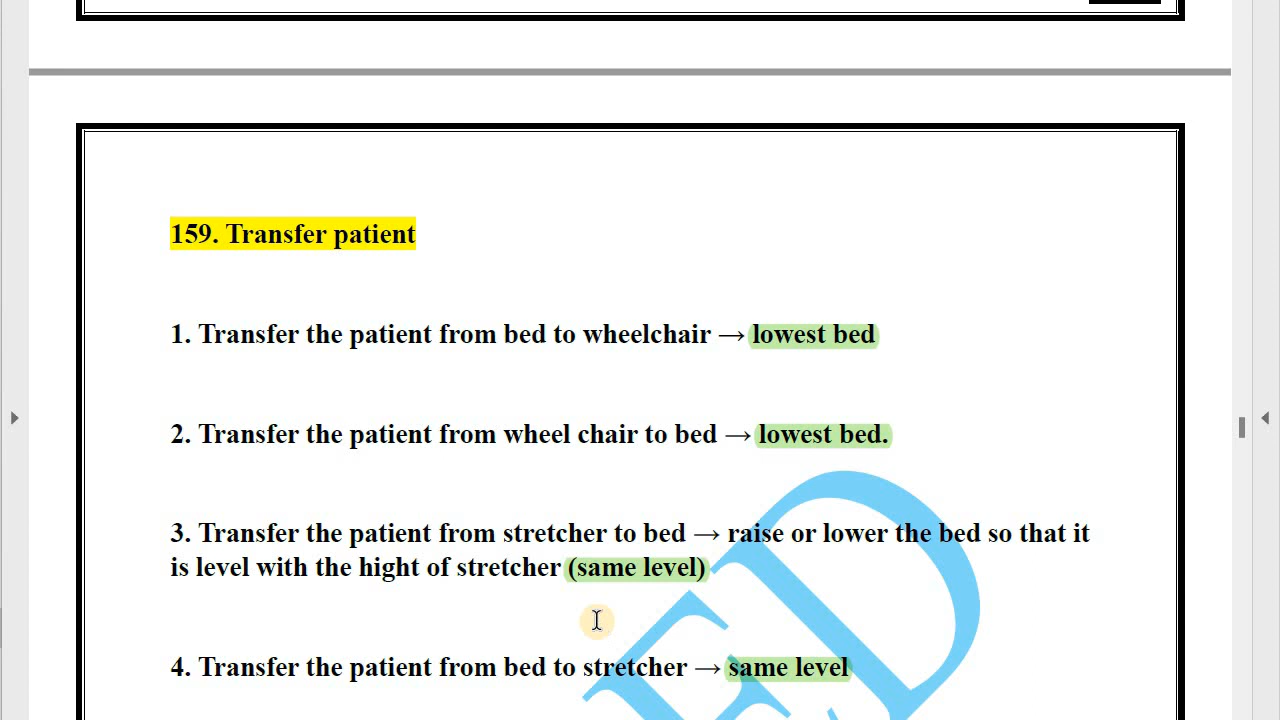 159. Transfer patient
1. Transfer the patient from bed to wheelchair → lowest bed
2. Transfer the patient from wheel chair to bed → lowest bed.
3. Transfer the patient from stretcher to bed → raise or lower the bed so that it
is level with the hight of stretcher (same level)
4. Transfer the patient from bed to stretcher → same level
ED